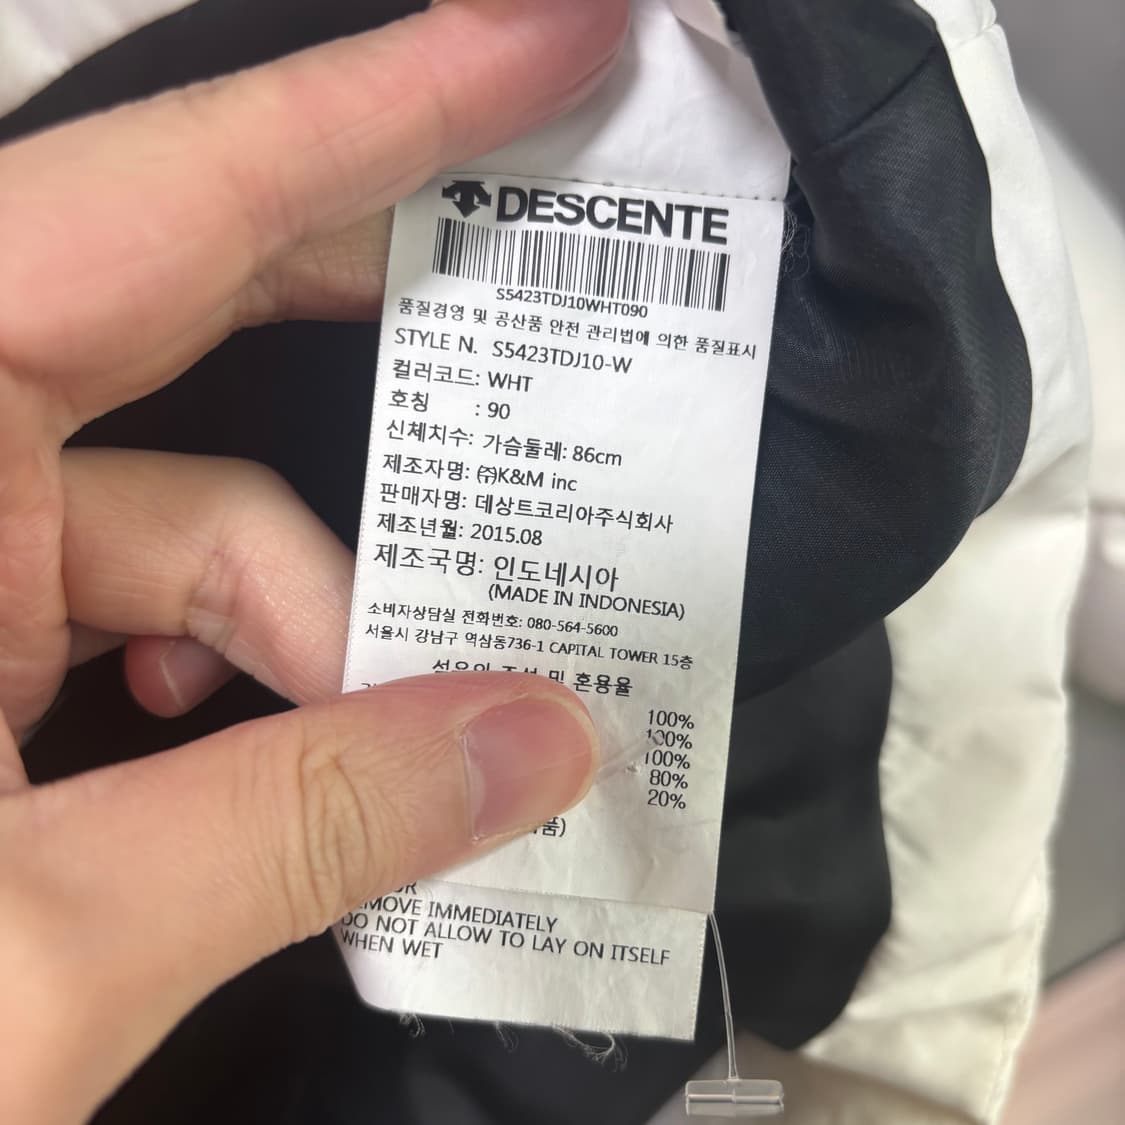 DESCENTE
S5423TDJ10WHT090
품질경영 및 공산품 안전 관리법에 의한 품질표시
STYLE N. S5423TDJ10-W
컬러코드: WHT
호칭 : 90
신체치수: 가슴둘레: 86cm
제조자명: ㈜K&M inc
판매자명: 데상트코리아주식회사
제조년월: 2015.08
제조국명: 인도네시아
(MADE IN INDONESIA)
소비자상담실 전화번호: 080-564-5600
서울시 강남구 역삼동736-1 CAPITAL TOWER 15층
및 혼용율
100%
100%
100%
80%
20%
IMMEDIATELY
DO NOT ALLOW TO LAY ON ITSELF
WHEN WET